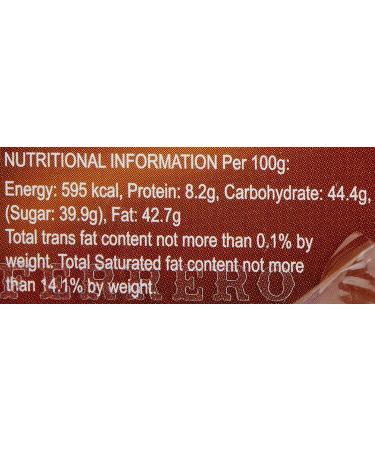 NUTRITIONAL INFORMATION Per 100g:
Energy: 595 kcal, Protein: 8.2g, Carbohydrate: 44.4g,
(Sugar: 39.9g), Fat: 42.7g
Total trans fat content not more than 0,1% by
weight. Total Saturated fat content not more
than 14.1% by weight.
FERRERO